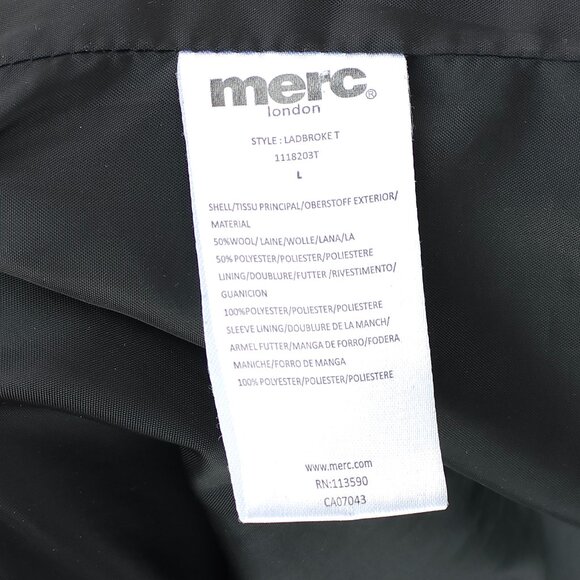 merc®
london
STYLE : LADBROKE T
1118203T
L
SHELL/TISSU PRINCIPAL/OBERSTOFF EXTERIOR/
MATERIAL
50%WOOL/ LAINE/WOLLE/LANA/LA
50% POLYESTER/POLIESTER/POLIESTERE
LINING/DOUBLURE/FUTTER /RIVESTIMENTO/
GUANICION
100%POLYESTER/POLIESTER/POLIESTERE
SLEEVE LINING/DOUBLURE DE LA MANCH/
ARMEL FUTTER/MANGA DE FORRO/FODERA
MANICHE/FORRO DE MANGA
100% POLYESTER/POLIESTER/POLIESTERE
www.merc.com
RN:113590
CA07043